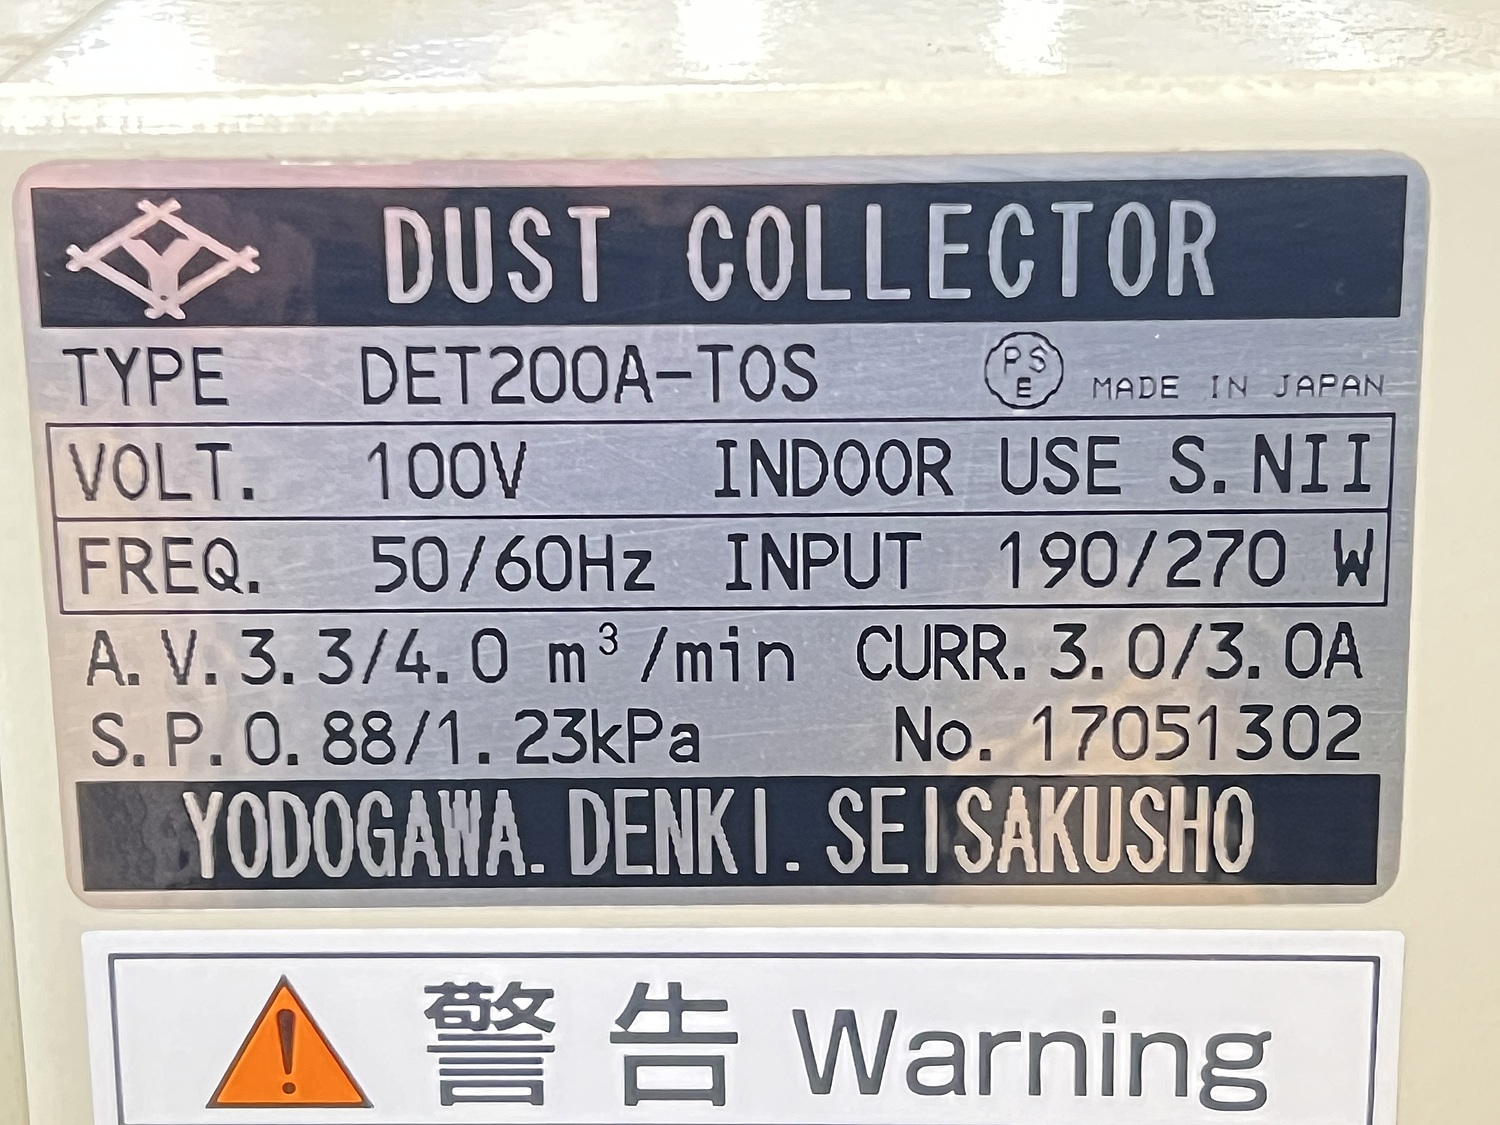 DUST COLLECTOR
TYPE DET200A-TOS PSE MADE IN JAPAN
VOLT. 100V INDOOR USE S.NII
FREQ. 50/60Hz INPUT 190/270 W
A.V.3.3/4.0 m³/min CURR.3.0/3.0A
S.P.0.88/1.23kPa No.17051302
YODOGAWA.DENKI.SEISAKUSHO
警告 Warning